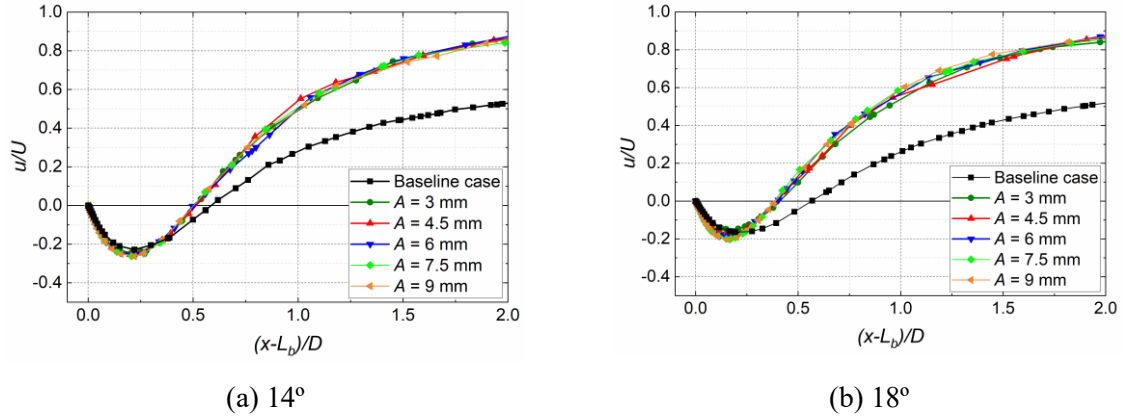 1.0
0.8
0.6
0.4
0.2
0.0
-0.2
-0.4
u/U
Baseline case
A = 3 mm
A = 4.5 mm
A = 6 mm
A = 7.5 mm
A = 9 mm
0.0 0.5 1.0 1.5 2.0
(x-Lb)/D
(a) 14º
1.0
0.8
0.6
0.4
0.2
0.0
-0.2
-0.4
u/U
Baseline case
A = 3 mm
A = 4.5 mm
A = 6 mm
A = 7.5 mm
A = 9 mm
0.0 0.5 1.0 1.5 2.0
(x-Lb)/D
(b) 18º